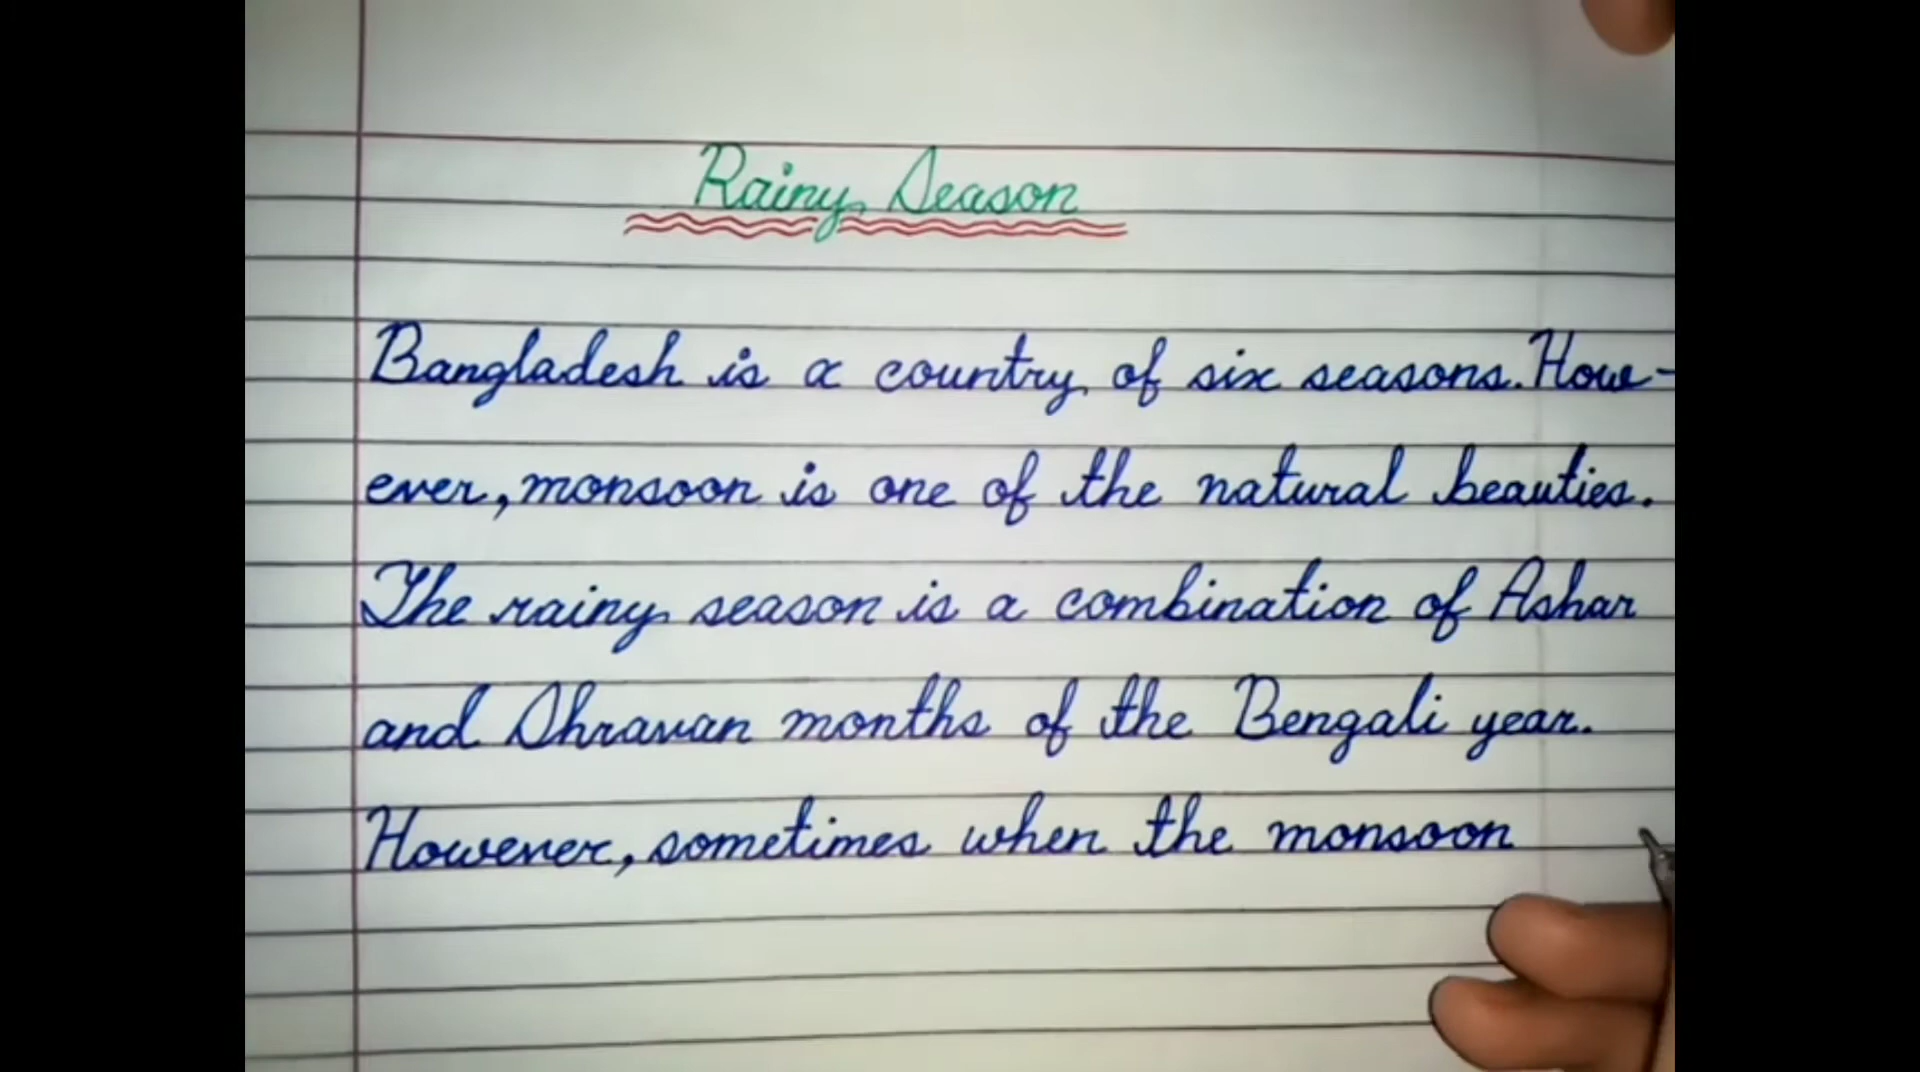 Rainy Season
Bangladesh is a country of six seasons. How-
ever, monsoon is one of the natural beauties.
The rainy season is a combination of Ashar
and Shravan months of the Bengali year.
However, sometimes when the monsoon